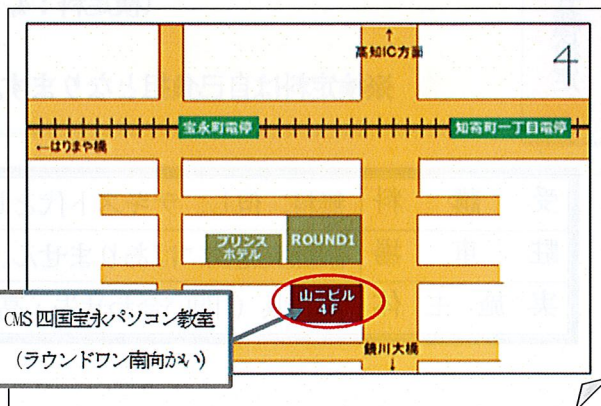 ↑
高知IC方面
4
宝永町電停
知寄町一丁目電停
←はりまや橋
プリンス
ホテル
ROUND1
山二ビル
4F
CMS四国宝永パソコン教室
(ラウンドワン南向かい)
鏡川大橋
↓